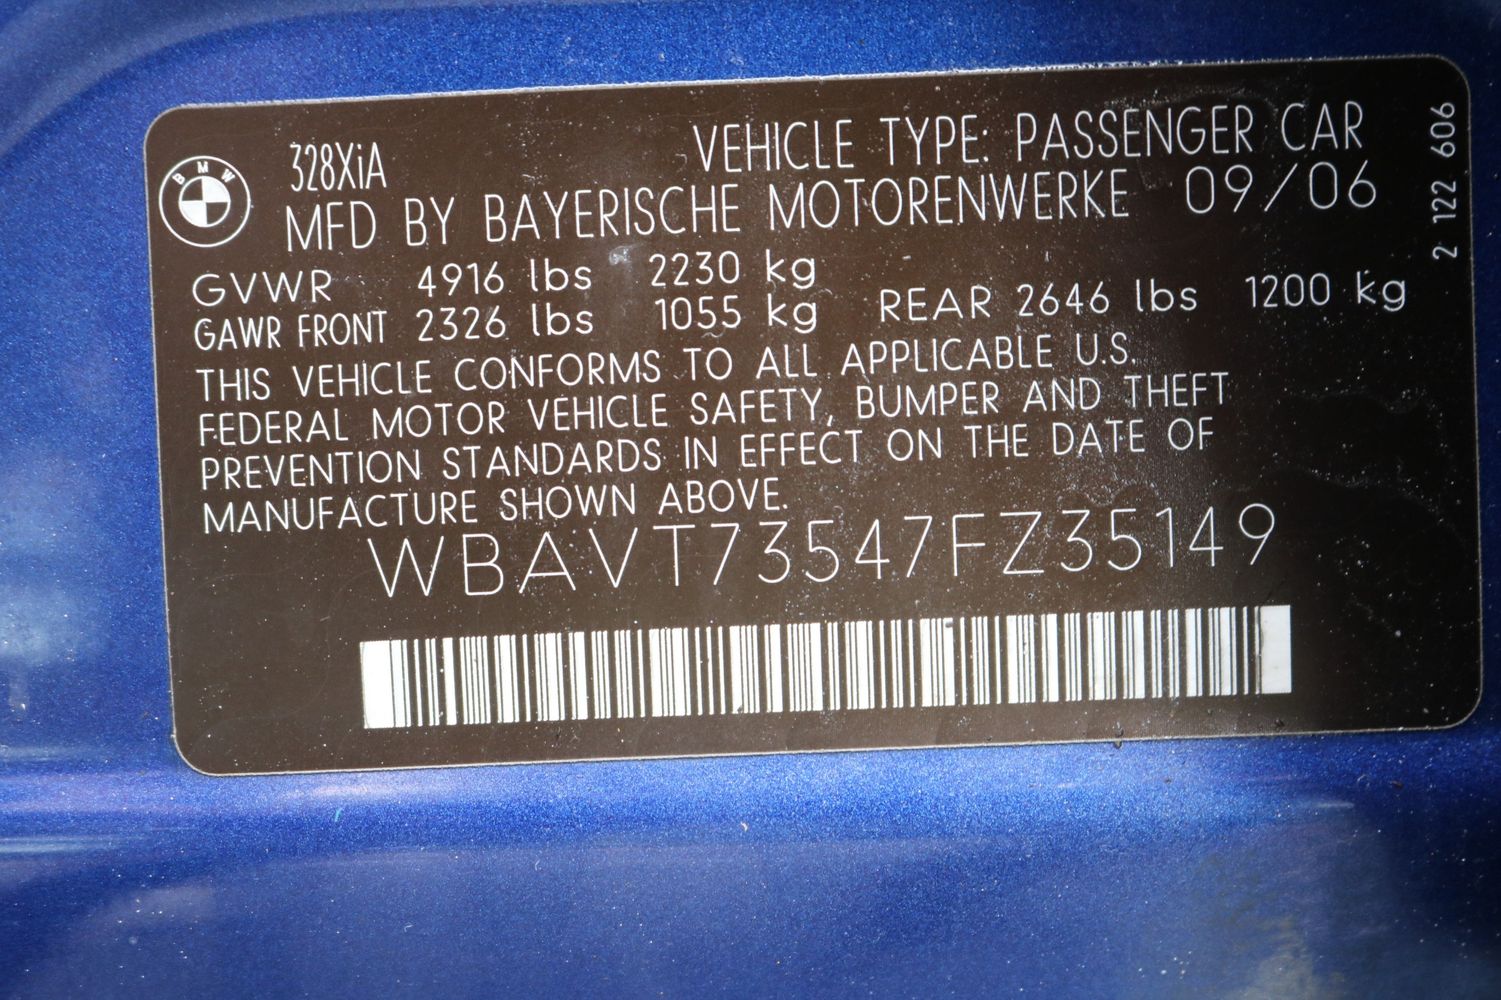 BMW
328XiA
VEHICLE TYPE: PASSENGER CAR
MFD BY BAYERISCHE MOTORENWERKE 09/06
GVWR 4916 lbs 2230 kg
GAWR FRONT 2326 lbs 1055 kg REAR 2646 lbs 1200 kg
THIS VEHICLE CONFORMS TO ALL APPLICABLE U.S.
FEDERAL MOTOR VEHICLE SAFETY, BUMPER AND THEFT
PREVENTION STANDARDS IN EFFECT ON THE DATE OF
MANUFACTURE SHOWN ABOVE.
WBAVT73547FZ35149
2 122 606